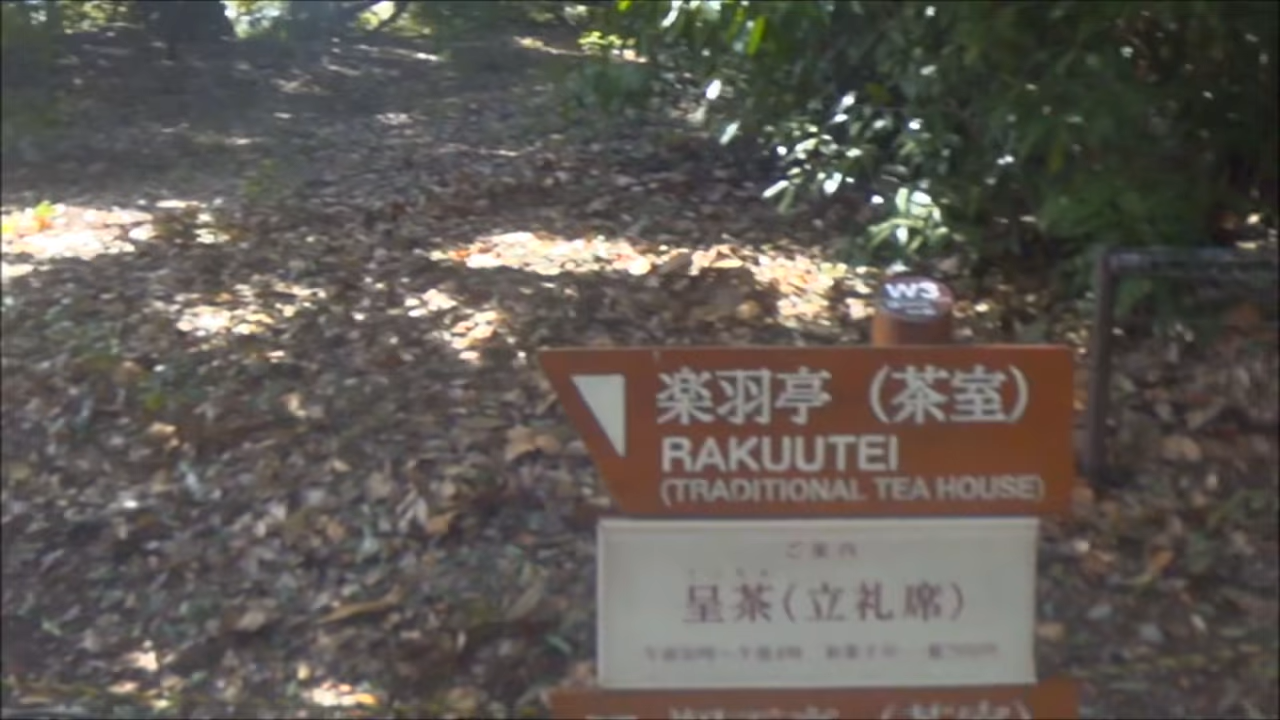 W3
楽羽亭（茶室）
RAKUUTEI
(TRADITIONAL TEA HOUSE)
ご案内
呈茶（立礼席）